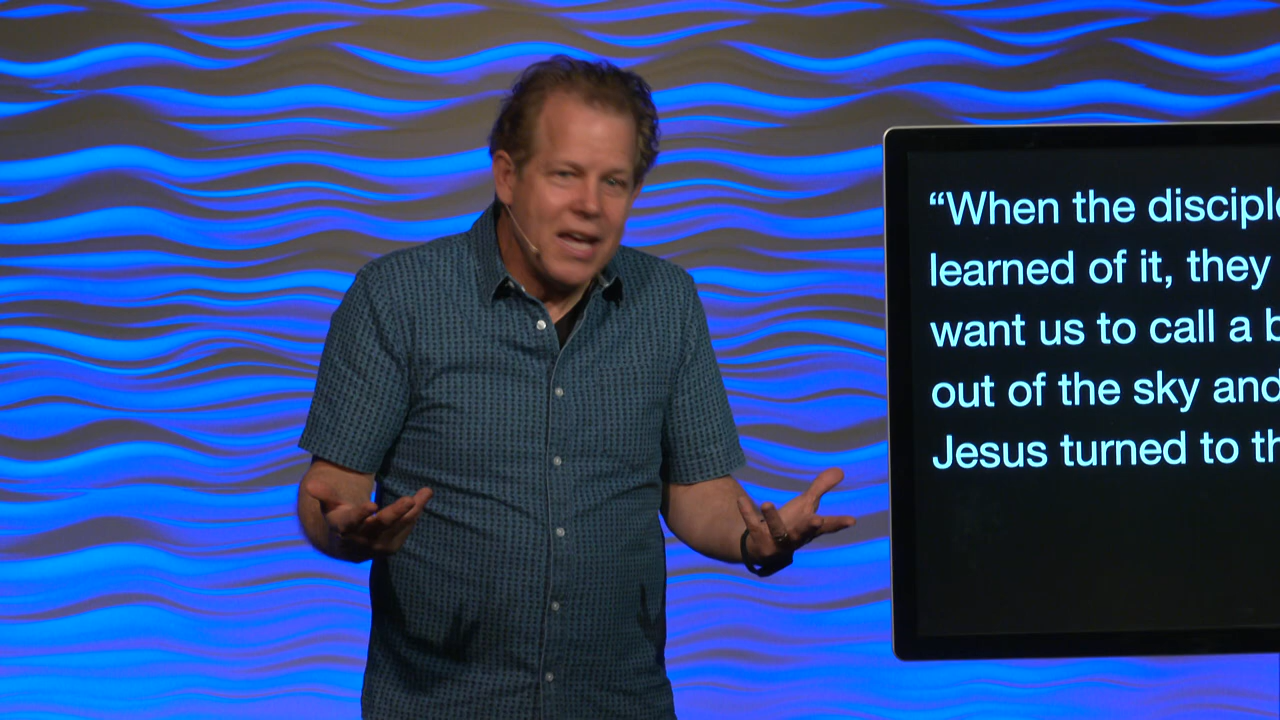 “When the discipl
learned of it, they
want us to call a b
out of the sky and
Jesus turned to th